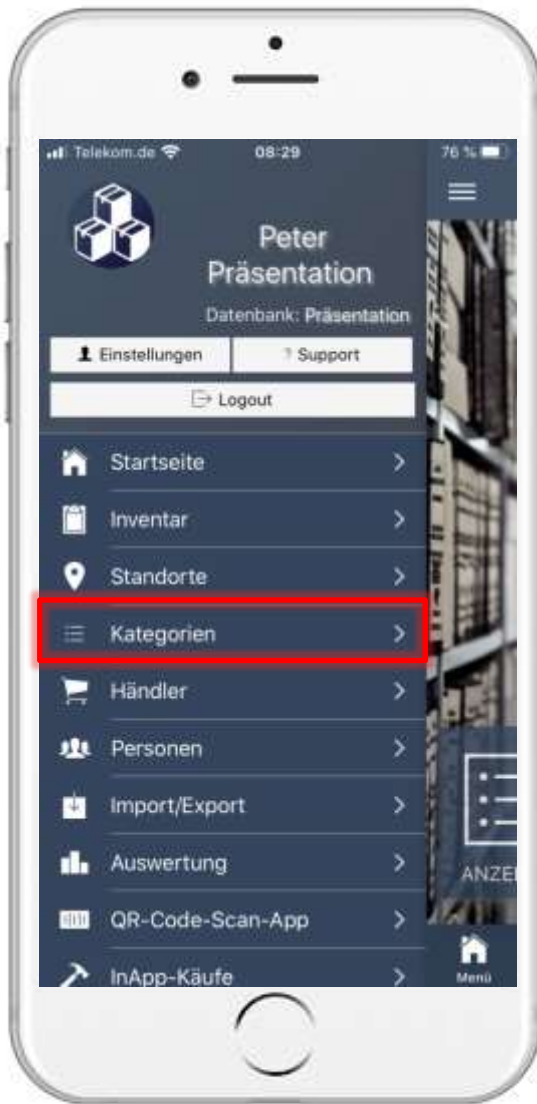 Telekom.de 08:29 76 %
Peter
Präsentation
Datenbank: Präsentation
Einstellungen
? Support
Logout
Startseite
Inventar
Standorte
Kategorien
Händler
Personen
Import/Export
Auswertung
ANZEI
QR-Code-Scan-App
InApp-Käufe
Menü